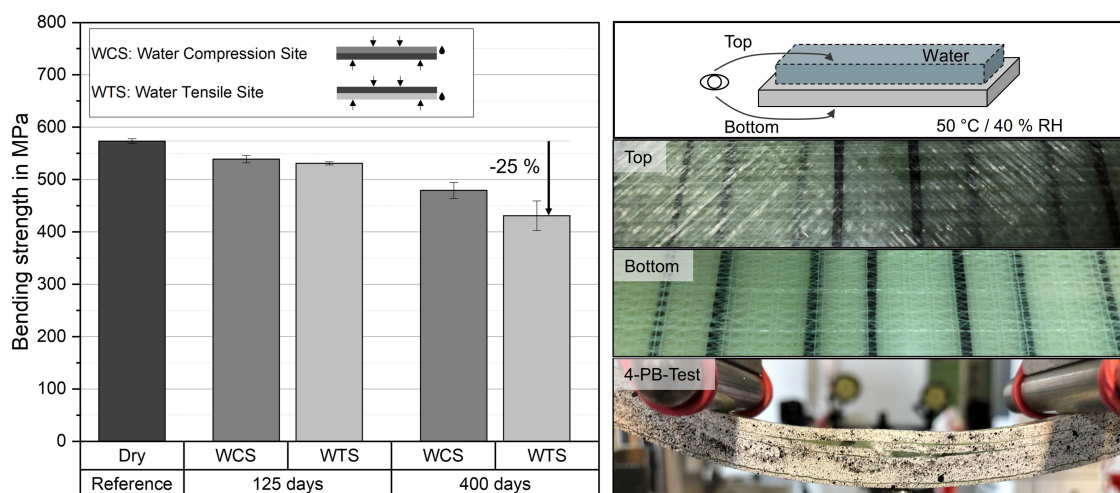 Bending strength in MPa
800
700
600
500
400
300
200
100
0
WCS: Water Compression Site
WTS: Water Tensile Site
-25 %
Dry WCS WTS WCS WTS
Reference 125 days 400 days
Top
Water
Bottom
50 °C / 40 % RH
Top
Bottom
4-PB-Test